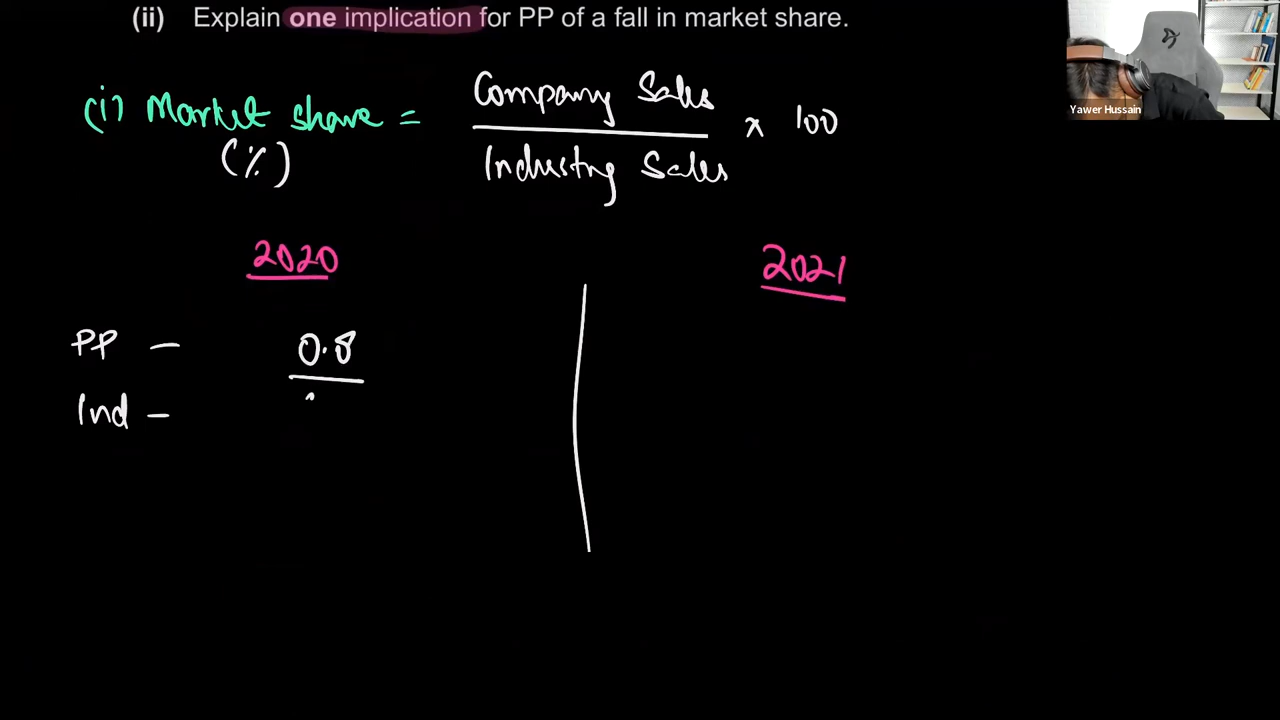 (ii) Explain one implication for PP of a fall in market share.
(i) Market share = Company Sales / Industry Sales x 100
(%)
2020
2021
PP – 0.8
Ind –
Yawer Hussain